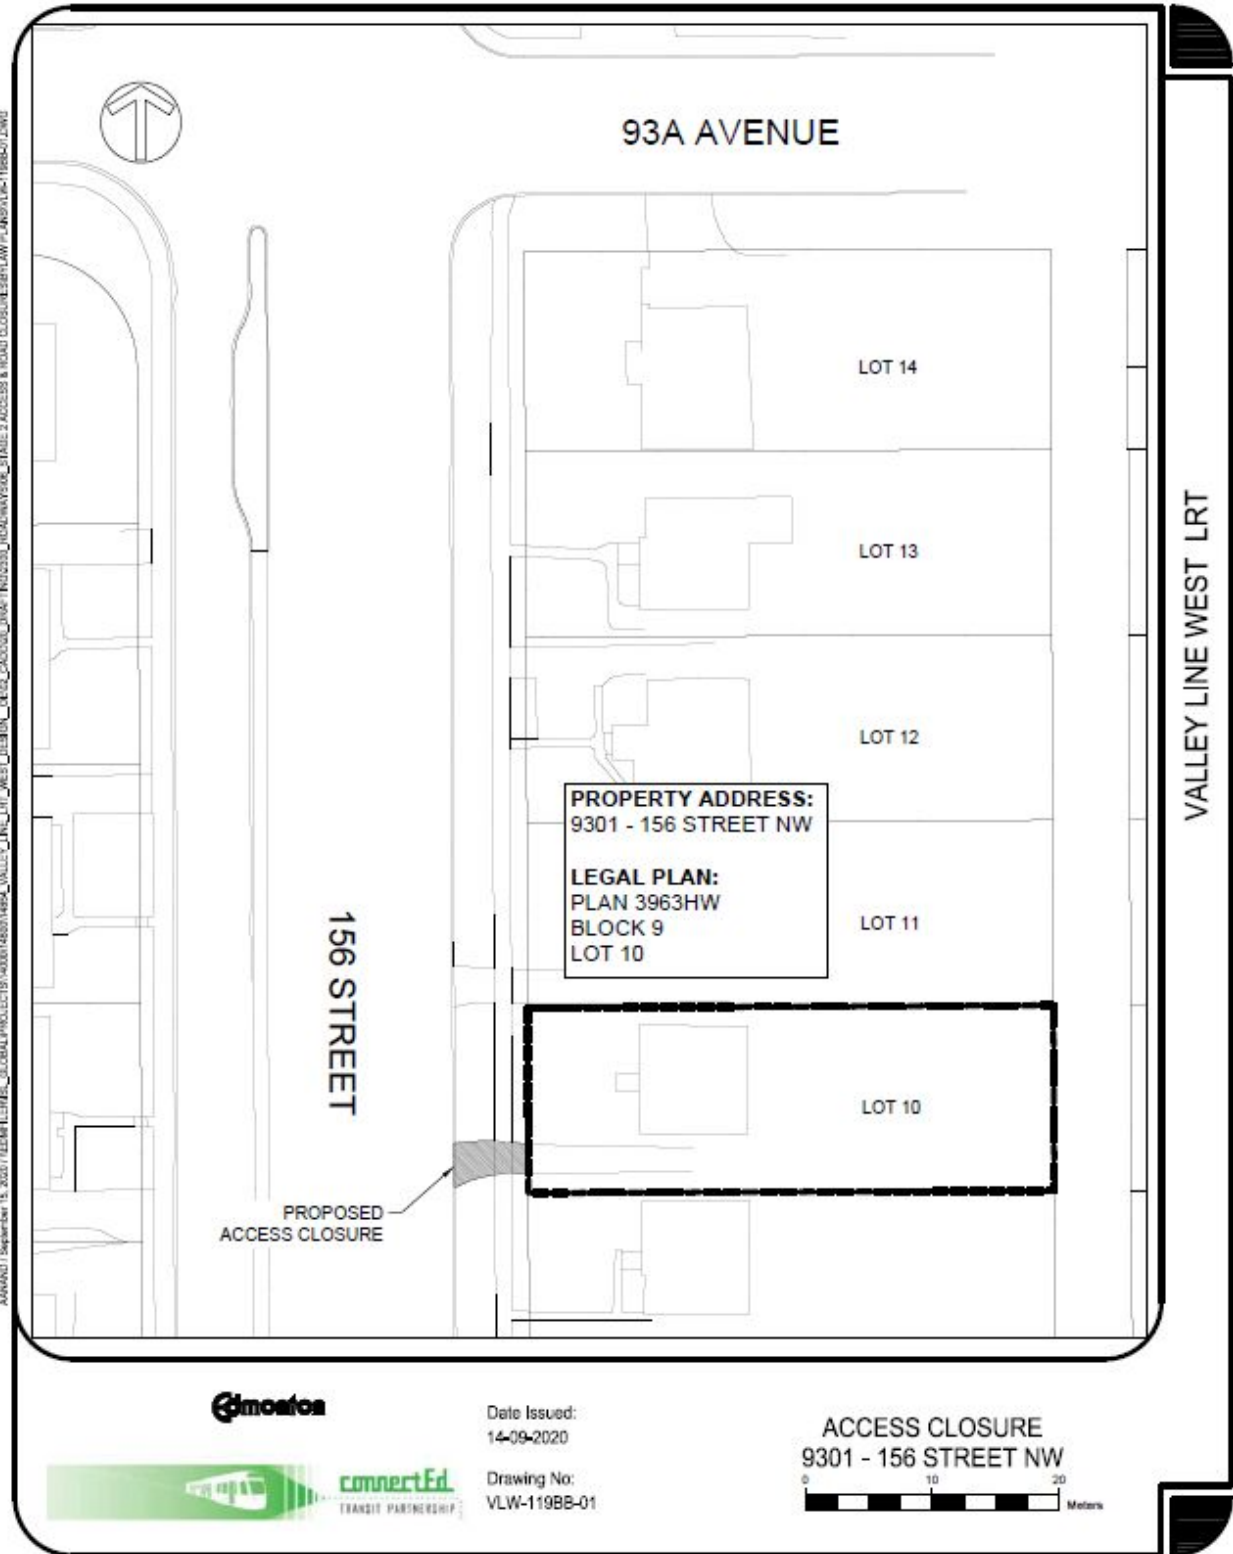 93A AVENUE
LOT 14
LOT 13
LOT 12
PROPERTY ADDRESS:
9301 - 156 STREET NW
LEGAL PLAN:
PLAN 3963HW
BLOCK 9
LOT 10
LOT 11
156 STREET
LOT 10
PROPOSED
ACCESS CLOSURE
VALLEY LINE WEST LRT
Edmonton
connectEd
TRANSIT PARTNERSHIP
Date Issued:
14-09-2020
Drawing No:
VLW-119BB-01
ACCESS CLOSURE
9301 - 156 STREET NW
0 10 20
Meters